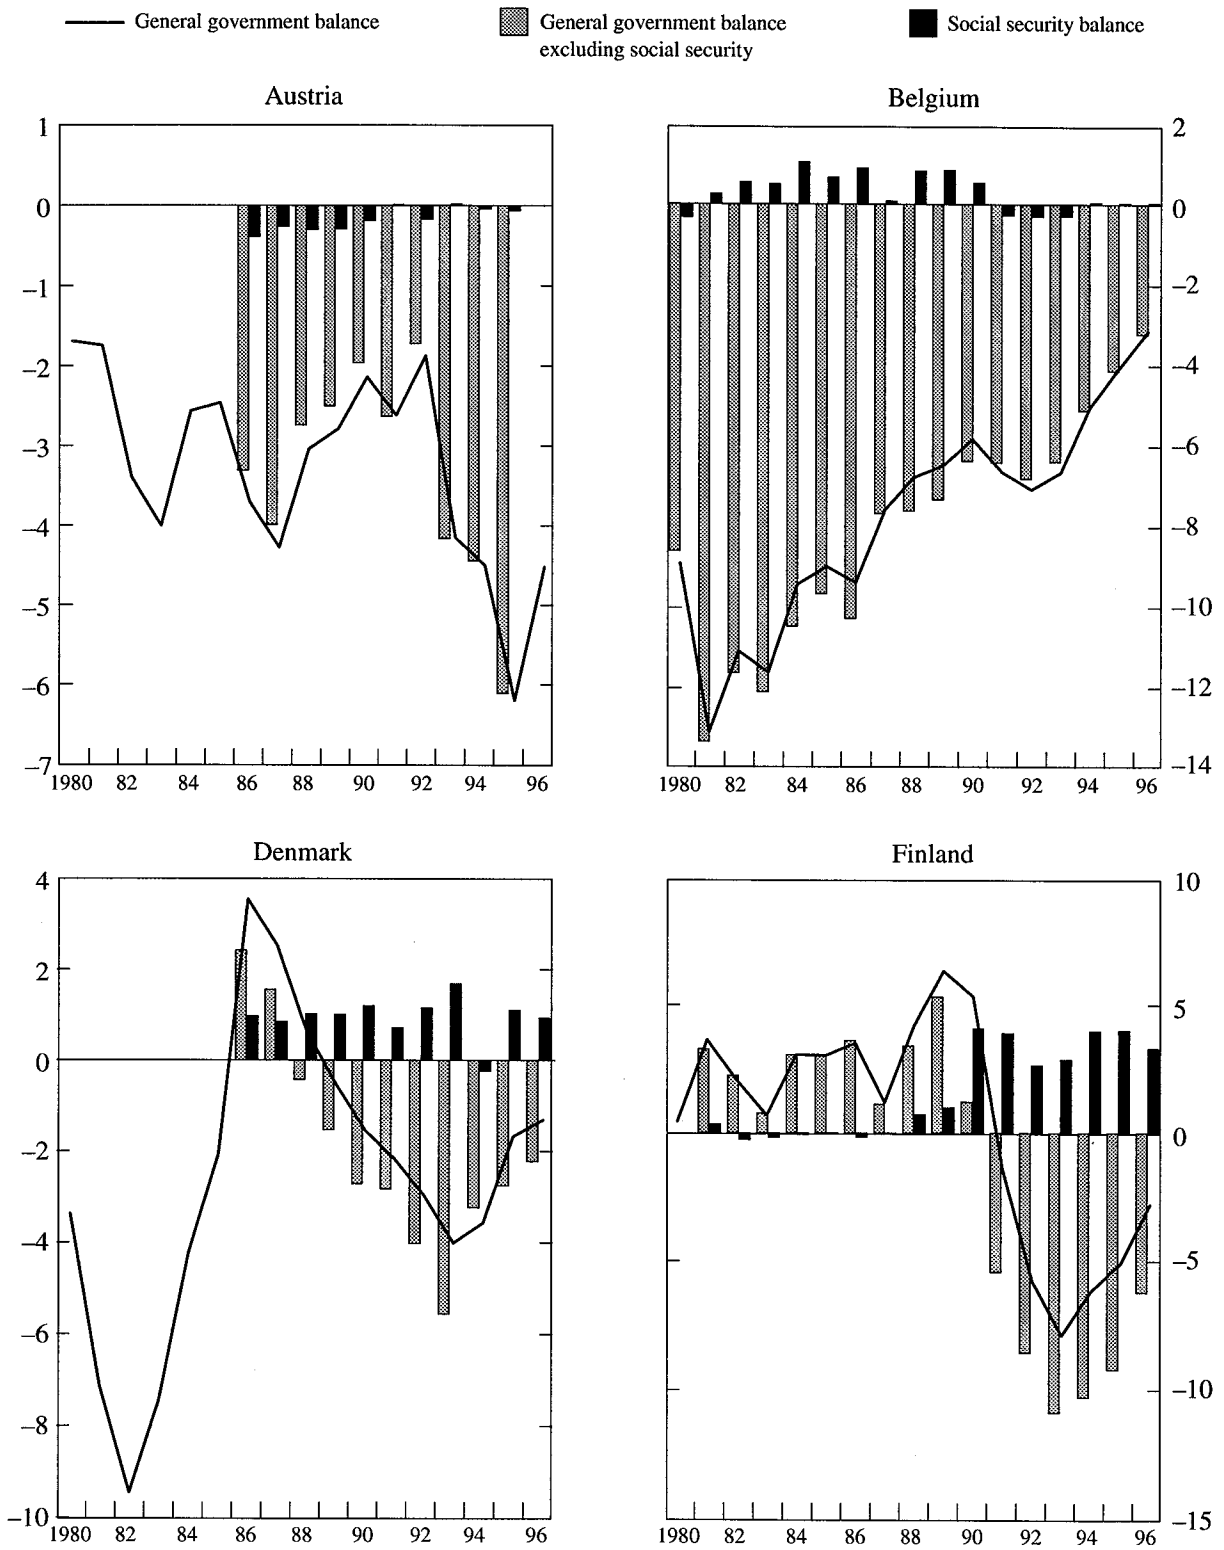 General government balance
General government balance
excluding social security
Social security balance
Austria
1
0
–1
–2
–3
–4
–5
–6
–7
1980 82 84 86 88 90 92 94 96
Belgium
2
0
–2
–4
–6
–8
–10
–12
–14
1980 82 84 86 88 90 92 94 96
Denmark
4
2
0
–2
–4
–6
–8
–10
1980 82 84 86 88 90 92 94 96
Finland
10
5
0
–5
–10
–15
1980 82 84 86 88 90 92 94 96